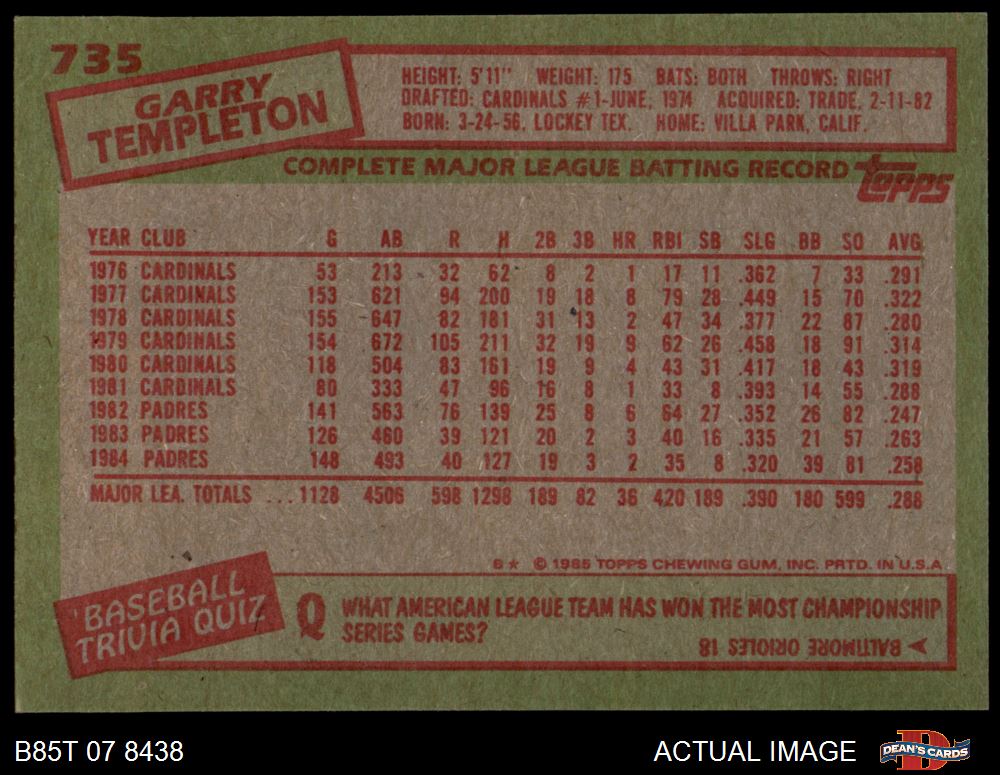 735
GARRY
TEMPLETON
HEIGHT: 5'11" WEIGHT: 175 BATS: BOTH THROWS: RIGHT
DRAFTED: CARDINALS #1-JUNE, 1974 ACQUIRED: TRADE, 2-11-82
BORN: 3-24-56, LOCKEY TEX. HOME: VILLA PARK, CALIF.
COMPLETE MAJOR LEAGUE BATTING RECORD
TOPPS
YEAR CLUB G AB R H 2B 3B HR RBI SB SLG BB SO AVG
1976 CARDINALS 53 213 32 62 8 2 1 17 11 .362 7 33 .291
1977 CARDINALS 153 621 94 200 19 18 8 79 28 .449 15 70 .322
1978 CARDINALS 155 647 82 181 31 13 2 47 34 .377 22 87 .280
1979 CARDINALS 154 672 105 211 32 19 9 62 26 .458 18 91 .314
1980 CARDINALS 118 504 83 161 19 9 4 43 31 .417 18 43 .319
1981 CARDINALS 80 333 47 96 16 8 1 33 8 .393 14 55 .288
1982 PADRES 141 563 76 139 25 8 6 64 27 .352 26 82 .247
1983 PADRES 126 460 39 121 20 2 3 40 16 .335 21 57 .263
1984 PADRES 148 493 40 127 19 3 2 35 8 .320 39 81 .258
MAJOR LEA. TOTALS ...1128 4506 598 1298 189 82 36 420 189 .390 180 599 .288
6★ © 1985 TOPPS CHEWING GUM, INC. PRTD. IN U.S.A.
BASEBALL
TRIVIA QUIZ
Q WHAT AMERICAN LEAGUE TEAM HAS WON THE MOST CHAMPIONSHIP
SERIES GAMES?
BALTIMORE ORIOLES 18
B85T 07 8438
ACTUAL IMAGE
DEAN'S CARDS